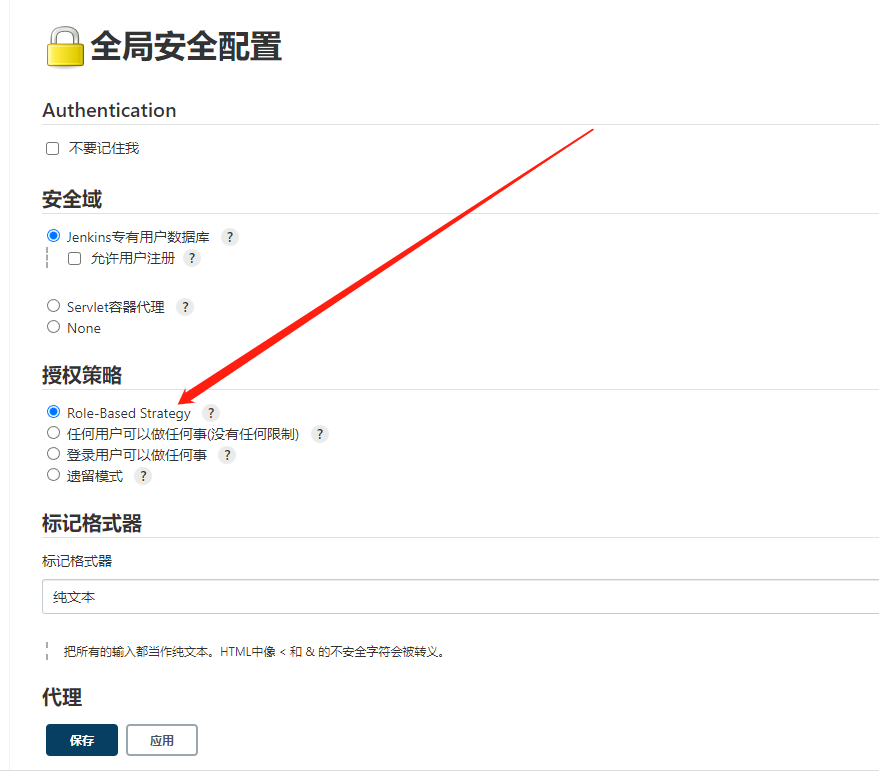 全局安全配置
Authentication
不要记住我
安全域
Jenkins专有用户数据库 ?
允许用户注册 ?
Servlet容器代理 ?
None
授权策略
Role-Based Strategy ?
任何用户可以做任何事(没有任何限制) ?
登录用户可以做任何事 ?
遗留模式 ?
标记格式器
标记格式器
纯文本
把所有的输入都当作纯文本。HTML中像 < 和 & 的不安全字符会被转义。
代理
保存 应用